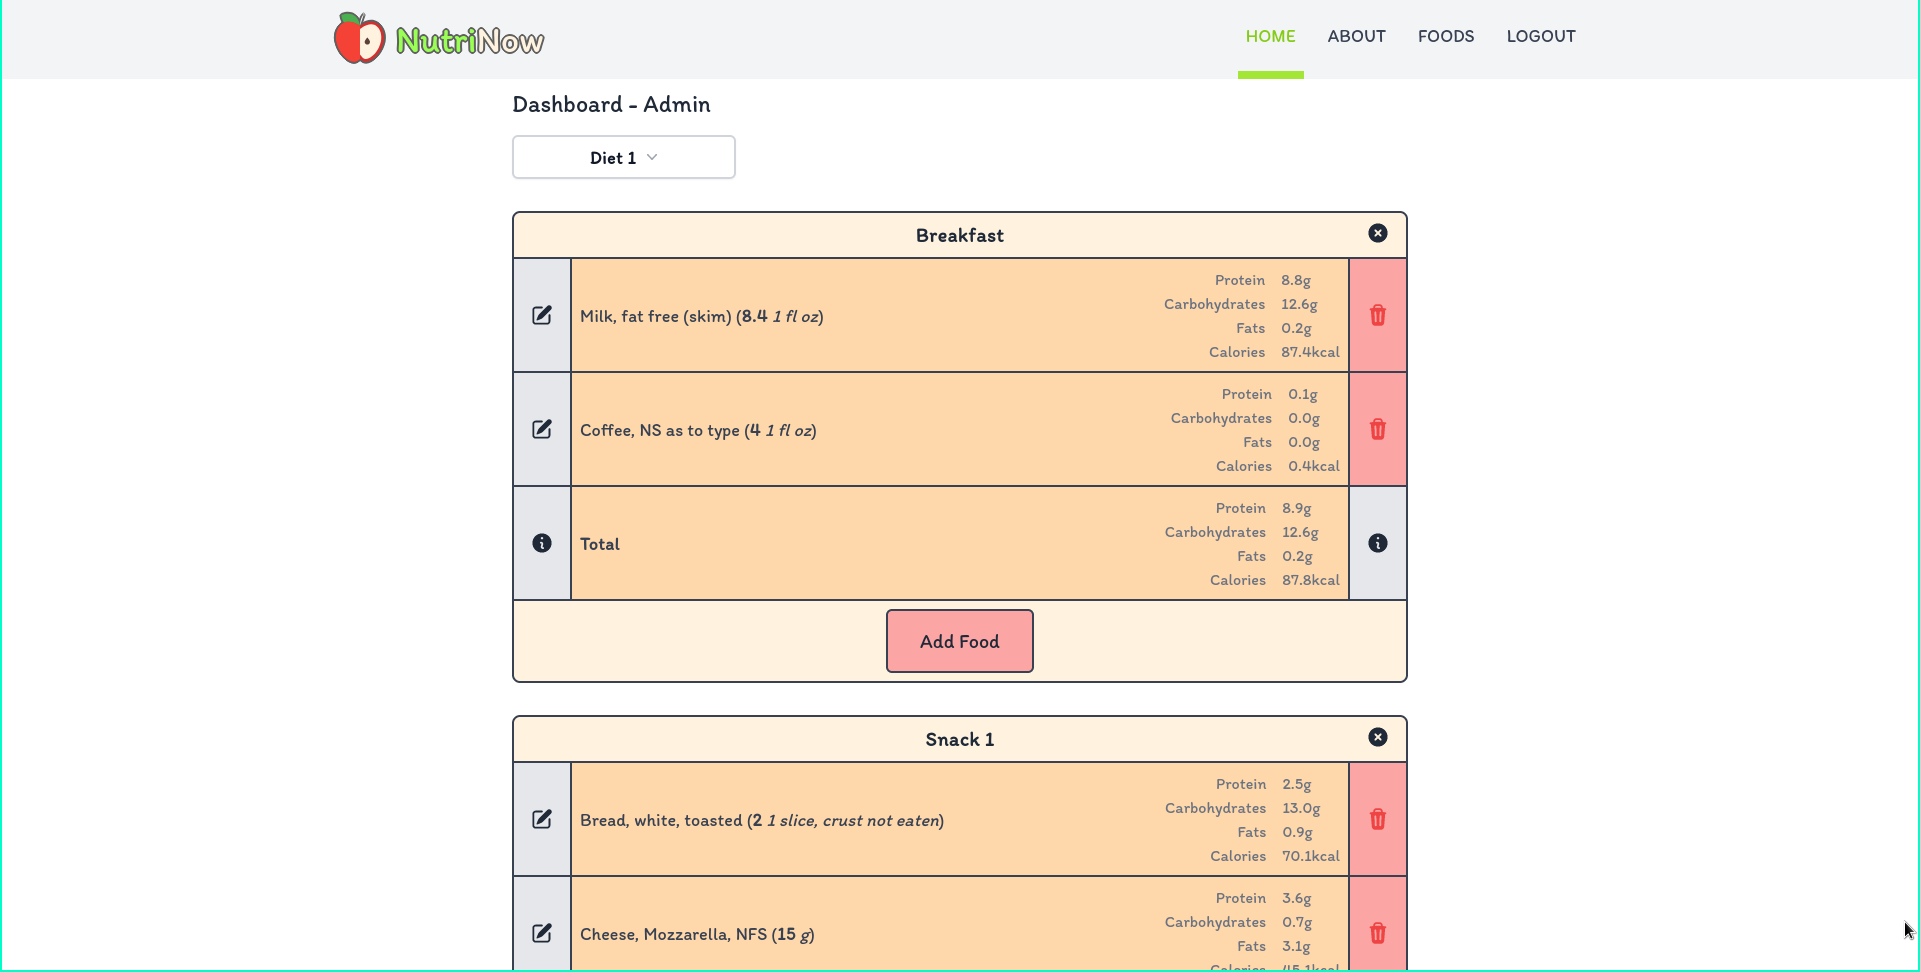 NutriNow
HOME ABOUT FOODS LOGOUT
Dashboard - Admin
Diet 1
Breakfast
Milk, fat free (skim) (8.4 1 fl oz)
Protein 8.8g
Carbohydrates 12.6g
Fats 0.2g
Calories 87.4kcal
Coffee, NS as to type (4 1 fl oz)
Protein 0.1g
Carbohydrates 0.0g
Fats 0.0g
Calories 0.4kcal
Total
Protein 8.9g
Carbohydrates 12.6g
Fats 0.2g
Calories 87.8kcal
Add Food
Snack 1
Bread, white, toasted (2 1 slice, crust not eaten)
Protein 2.5g
Carbohydrates 13.0g
Fats 0.9g
Calories 70.1kcal
Cheese, Mozzarella, NFS (15 g)
Protein 3.6g
Carbohydrates 0.7g
Fats 3.1g
Calories 45.1kcal